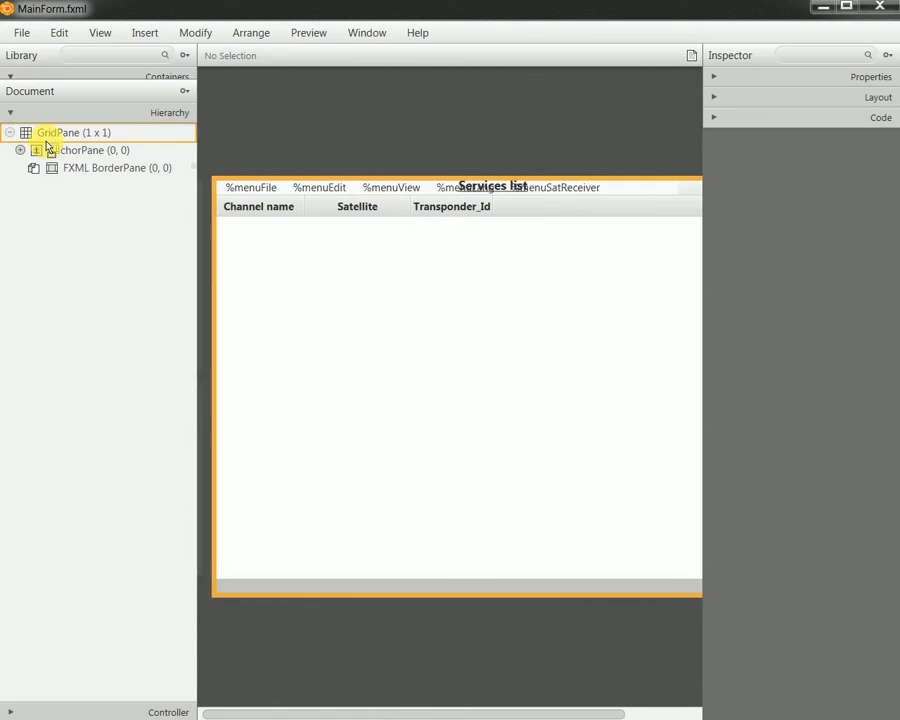 MainForm.fxml
File Edit View Insert Modify Arrange Preview Window Help
Library
No Selection
Inspector
Containers
Properties
Document
Layout
Hierarchy
Code
GridPane (1 x 1)
chorPane (0, 0)
FXML BorderPane (0, 0)
%menuFile %menuEdit %menuView Services list
Channel name Satellite Transponder_Id
Controller